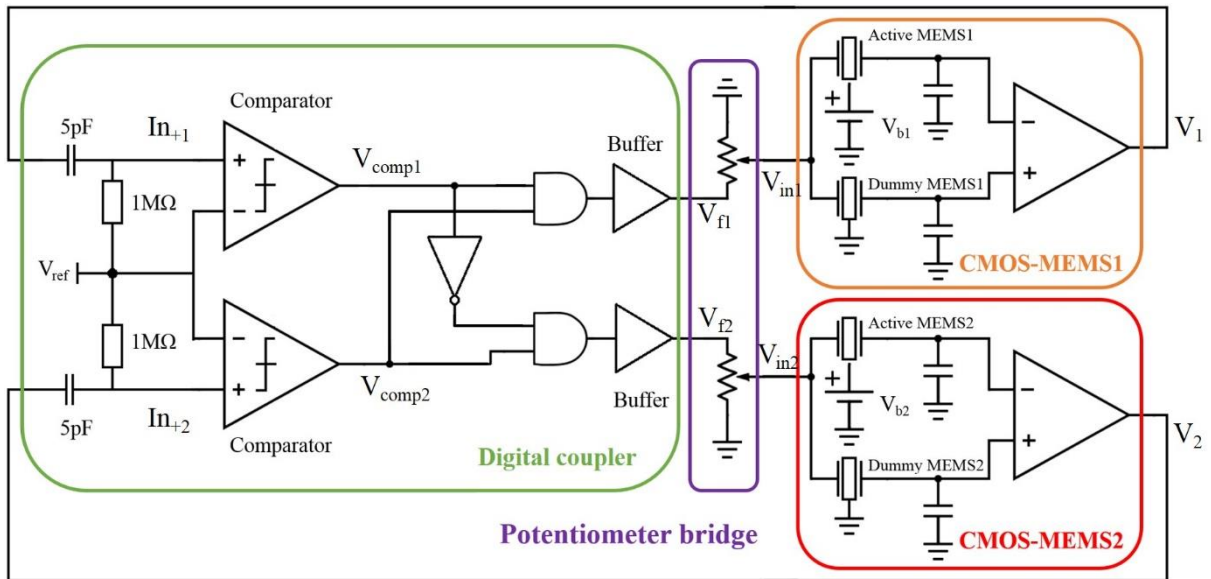 5pF
In+1
Comparator
1MΩ
Vref
1MΩ
5pF
In+2
Comparator
Vcomp1
Vcomp2
Buffer
Buffer
Digital coupler
Vf1
Vf2
Vin1
Vin2
Potentiometer bridge
Active MEMS1
+
Vb1
Dummy MEMS1
−
+
CMOS-MEMS1
V1
Active MEMS2
+
Vb2
Dummy MEMS2
−
+
CMOS-MEMS2
V2
+
−
−
+